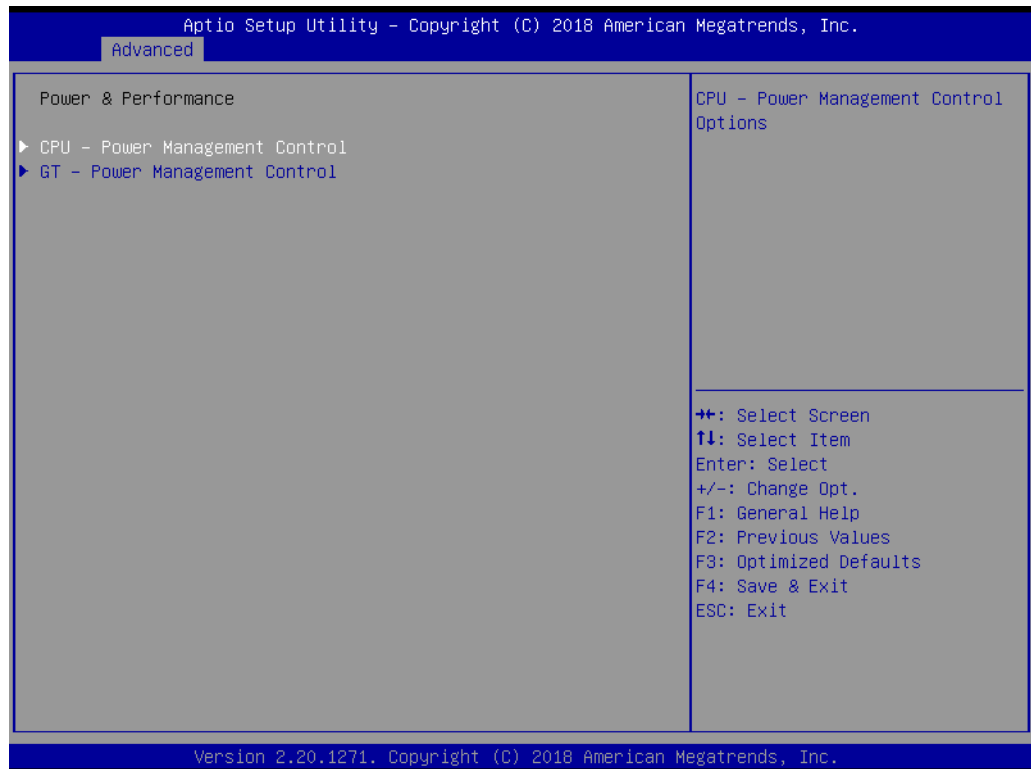 Aptio Setup Utility – Copyright (C) 2018 American Megatrends, Inc.
Advanced
Power & Performance
▶ CPU – Power Management Control
▶ GT – Power Management Control
CPU – Power Management Control
Options
→←: Select Screen
↑↓: Select Item
Enter: Select
+/-: Change Opt.
F1: General Help
F2: Previous Values
F3: Optimized Defaults
F4: Save & Exit
ESC: Exit
Version 2.20.1271. Copyright (C) 2018 American Megatrends, Inc.